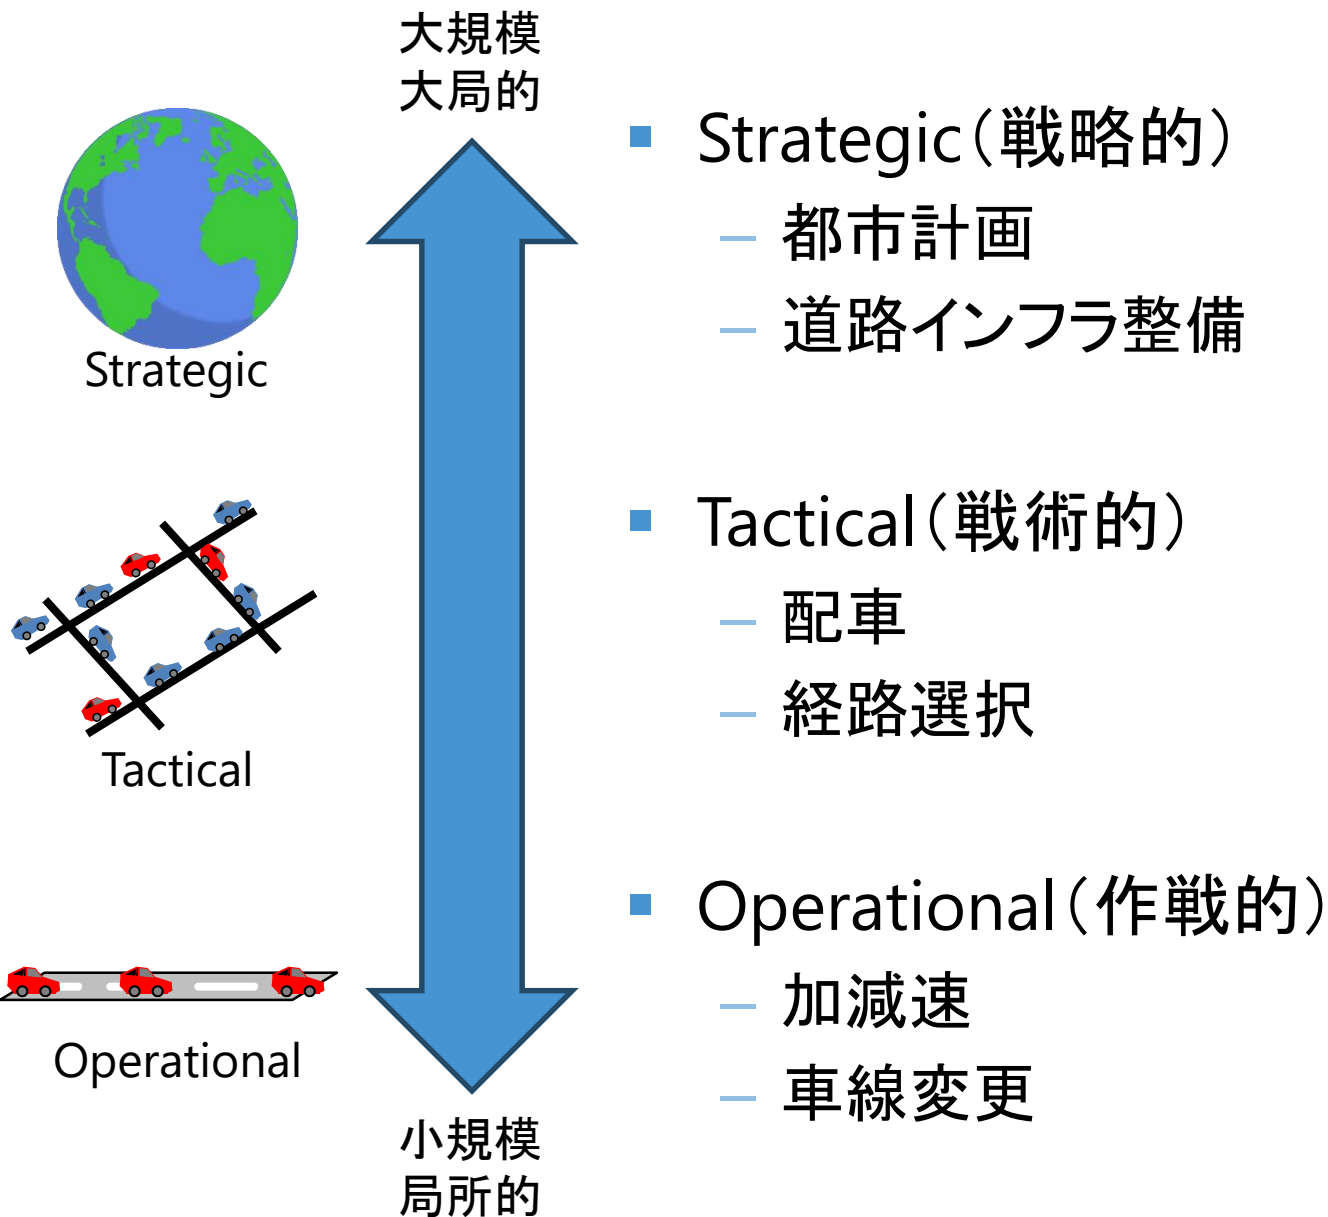 大規模
大局的
Strategic
Tactical
Operational
小規模
局所的
Strategic(戦略的)
– 都市計画
– 道路インフラ整備
Tactical(戦術的)
– 配車
– 経路選択
Operational(作戦的)
– 加減速
– 車線変更